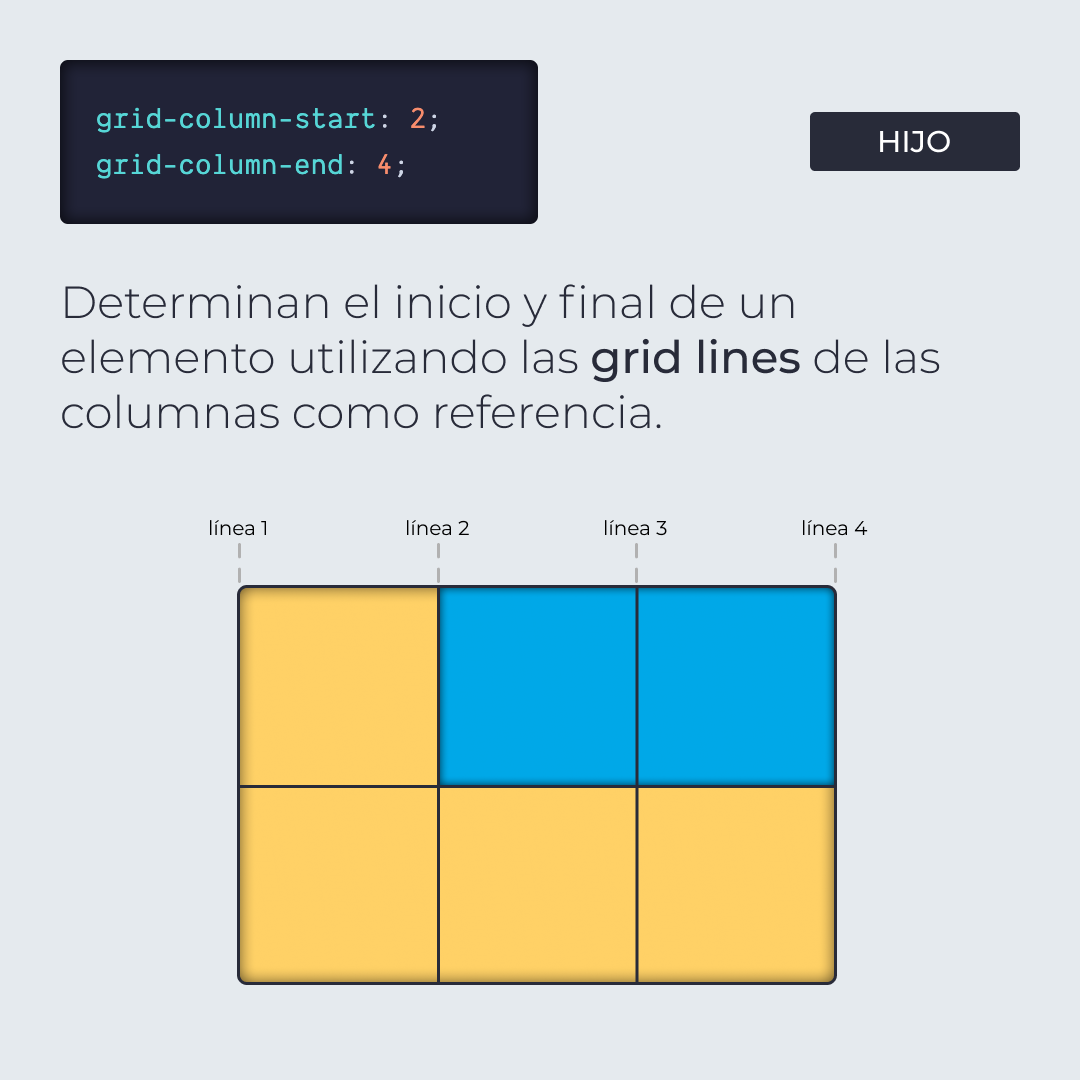 grid-column-start: 2;
grid-column-end: 4;
HIJO
Determinan el inicio y final de un
elemento utilizando las grid lines de las
columnas como referencia.
línea 1 línea 2 línea 3 línea 4